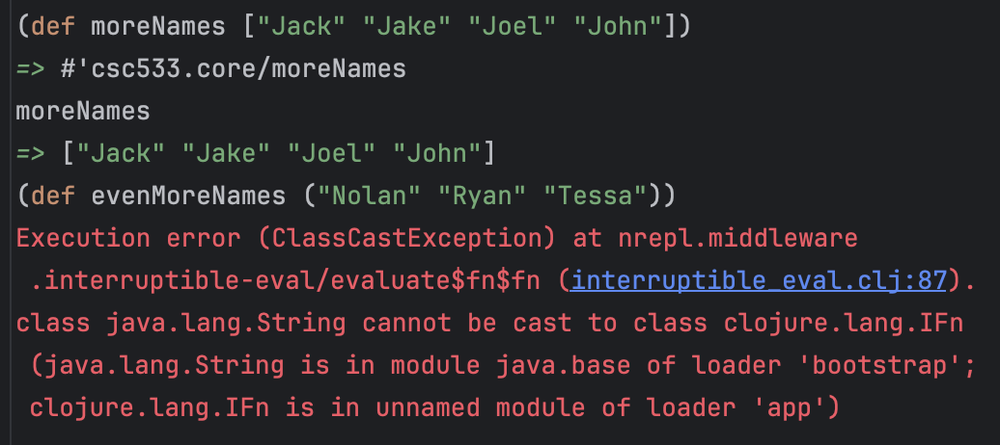 (def moreNames ["Jack" "Jake" "Joel" "John"])
=> #'csc533.core/moreNames
moreNames
=> ["Jack" "Jake" "Joel" "John"]
(def evenMoreNames ("Nolan" "Ryan" "Tessa"))
Execution error (ClassCastException) at nrepl.middleware
.interruptible-eval/evaluate$fn$fn (interruptible_eval.clj:87).
class java.lang.String cannot be cast to class clojure.lang.IFn
(java.lang.String is in module java.base of loader 'bootstrap';
clojure.lang.IFn is in unnamed module of loader 'app')